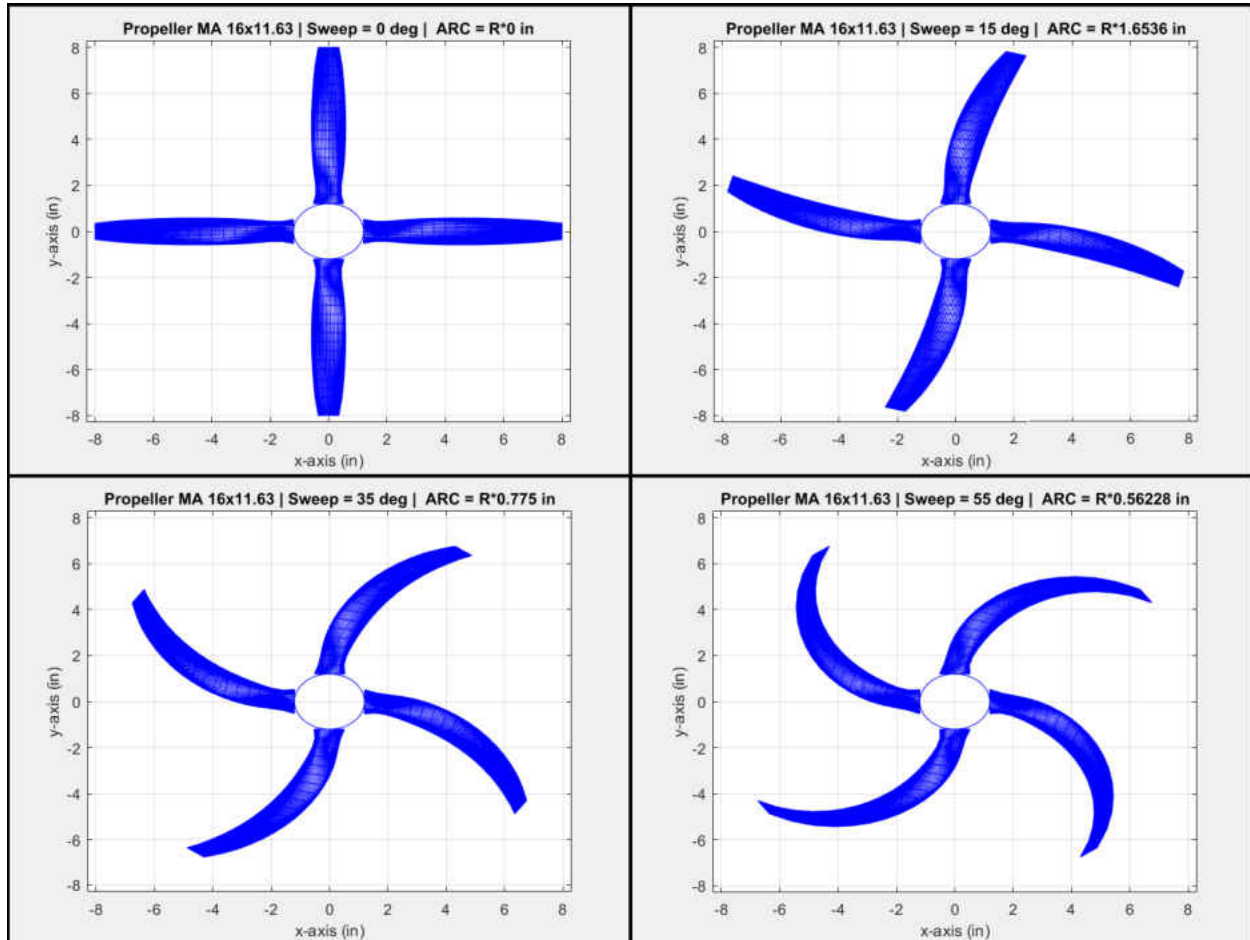 Propeller MA 16x11.63 | Sweep = 0 deg | ARC = R*0 in
8
6
4
2
0
-2
-4
-6
-8
y-axis (in)
-8 -6 -4 -2 0 2 4 6 8
x-axis (in)
Propeller MA 16x11.63 | Sweep = 15 deg | ARC = R*1.6536 in
8
6
4
2
0
-2
-4
-6
-8
y-axis (in)
-8 -6 -4 -2 0 2 4 6 8
x-axis (in)
Propeller MA 16x11.63 | Sweep = 35 deg | ARC = R*0.775 in
8
6
4
2
0
-2
-4
-6
-8
y-axis (in)
-8 -6 -4 -2 0 2 4 6 8
x-axis (in)
Propeller MA 16x11.63 | Sweep = 55 deg | ARC = R*0.56228 in
8
6
4
2
0
-2
-4
-6
-8
y-axis (in)
-8 -6 -4 -2 0 2 4 6 8
x-axis (in)